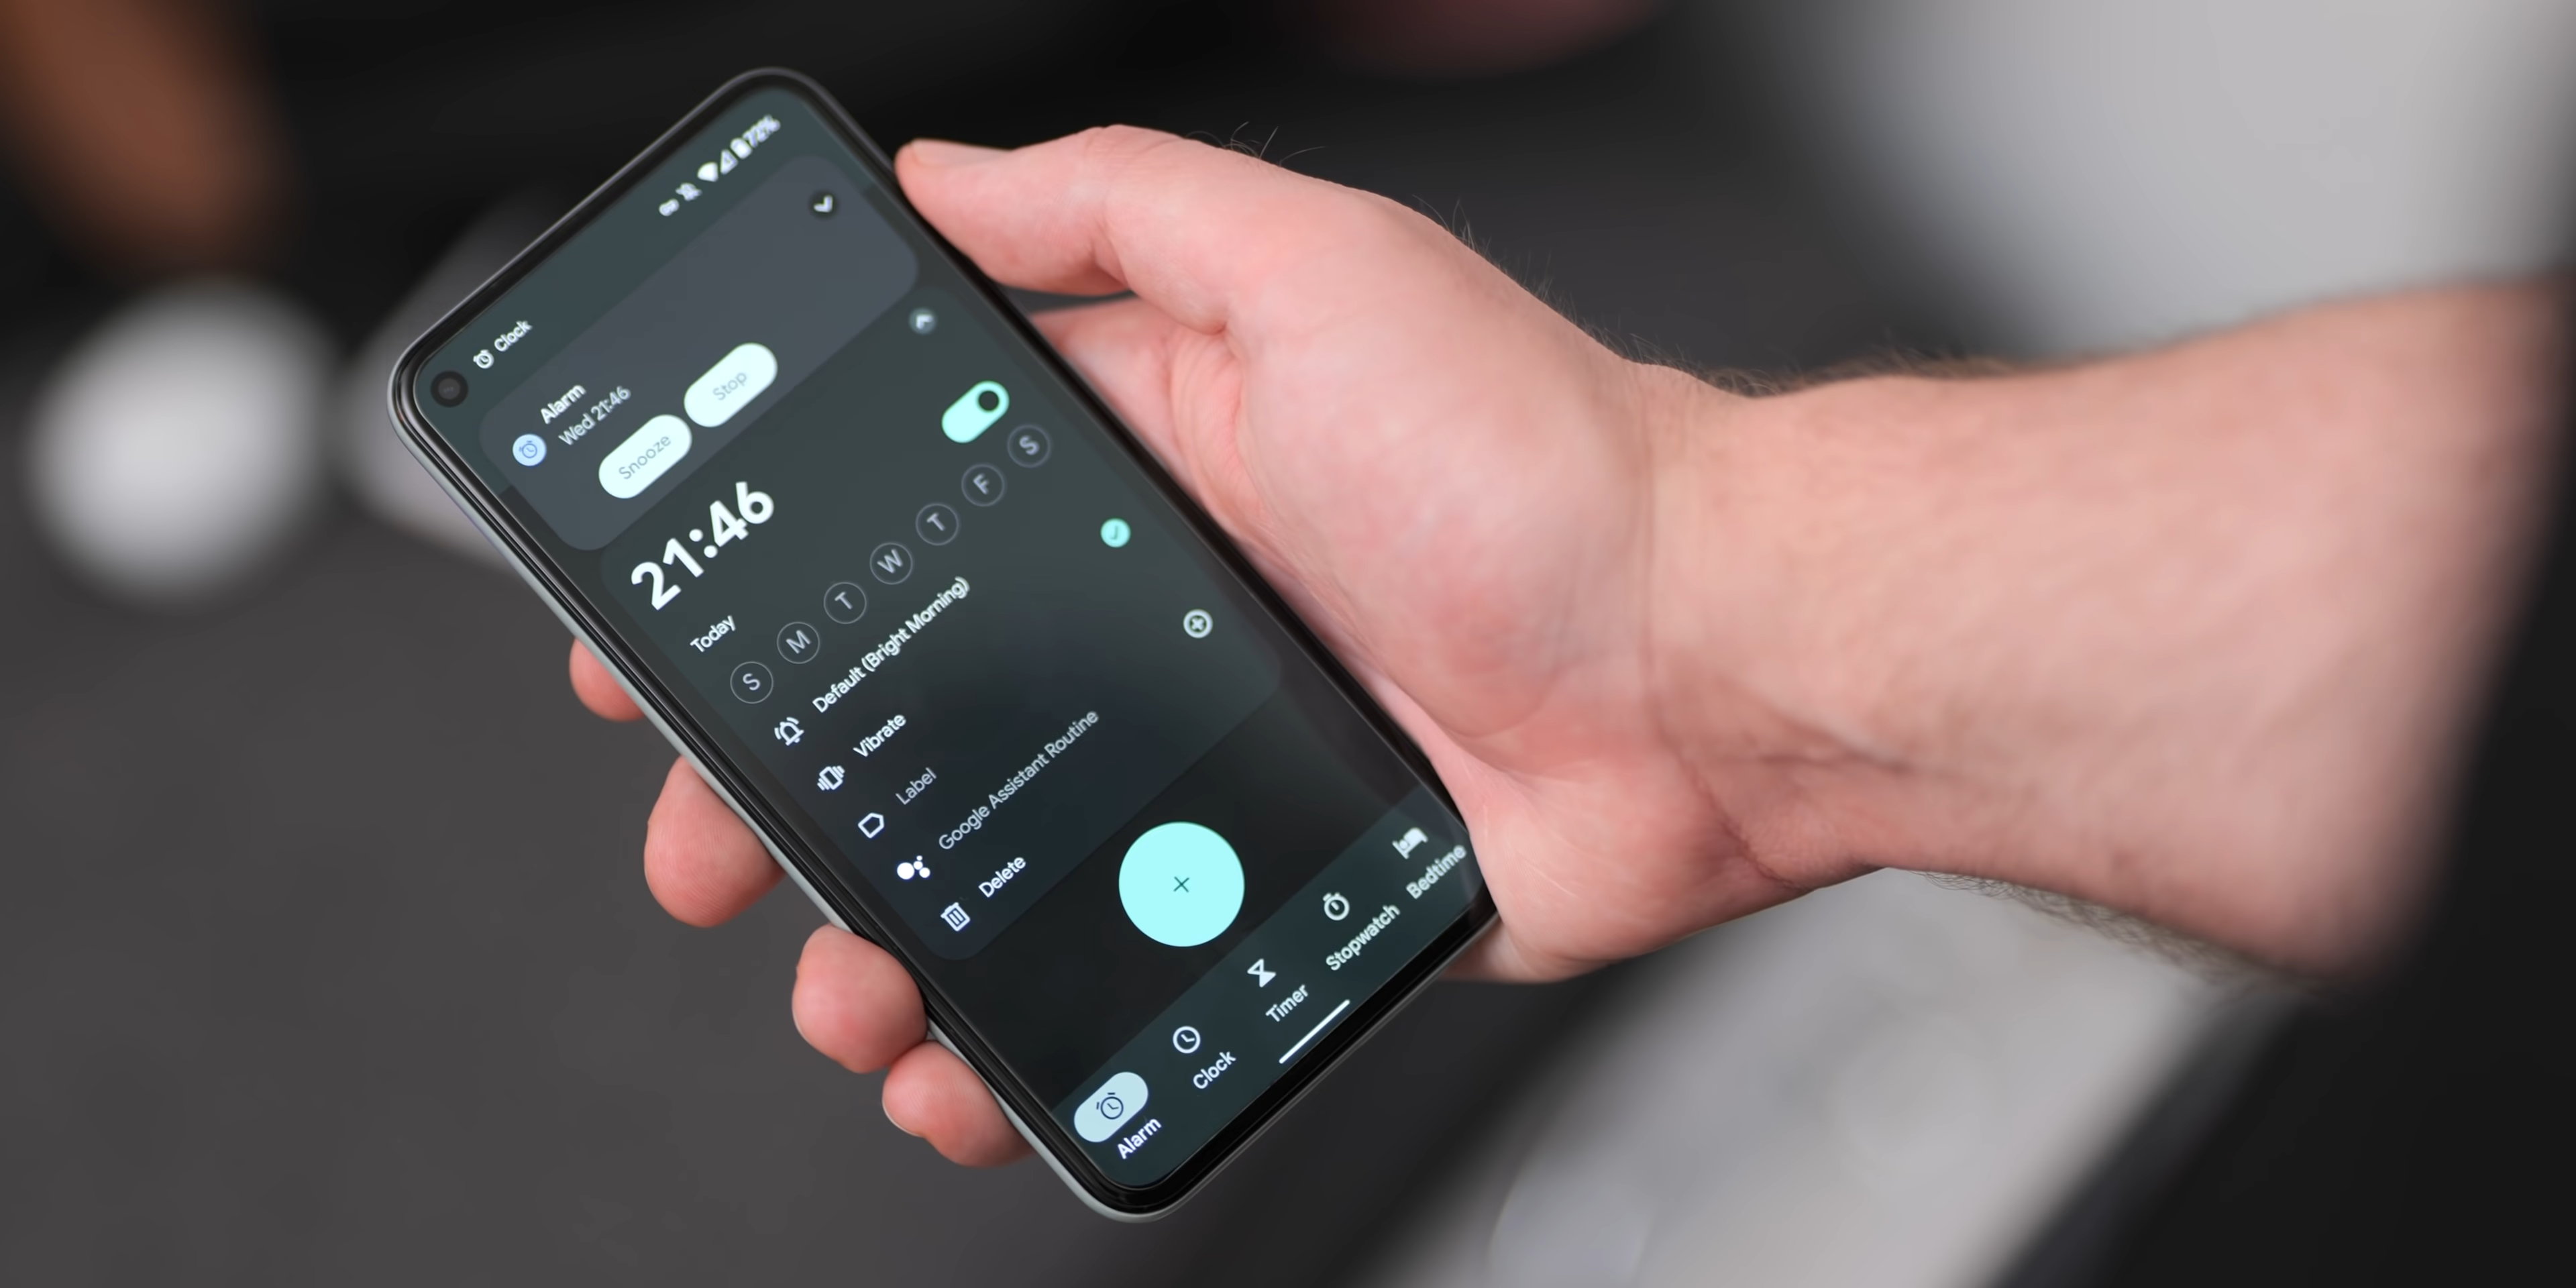 Clock
72%
Alarm
Wed 21:46
Snooze Stop
21:46
Today
S M T W T F S
Default (Bright Morning)
Vibrate
Label
Google Assistant Routine
Delete
Alarm Clock Timer Stopwatch Bedtime